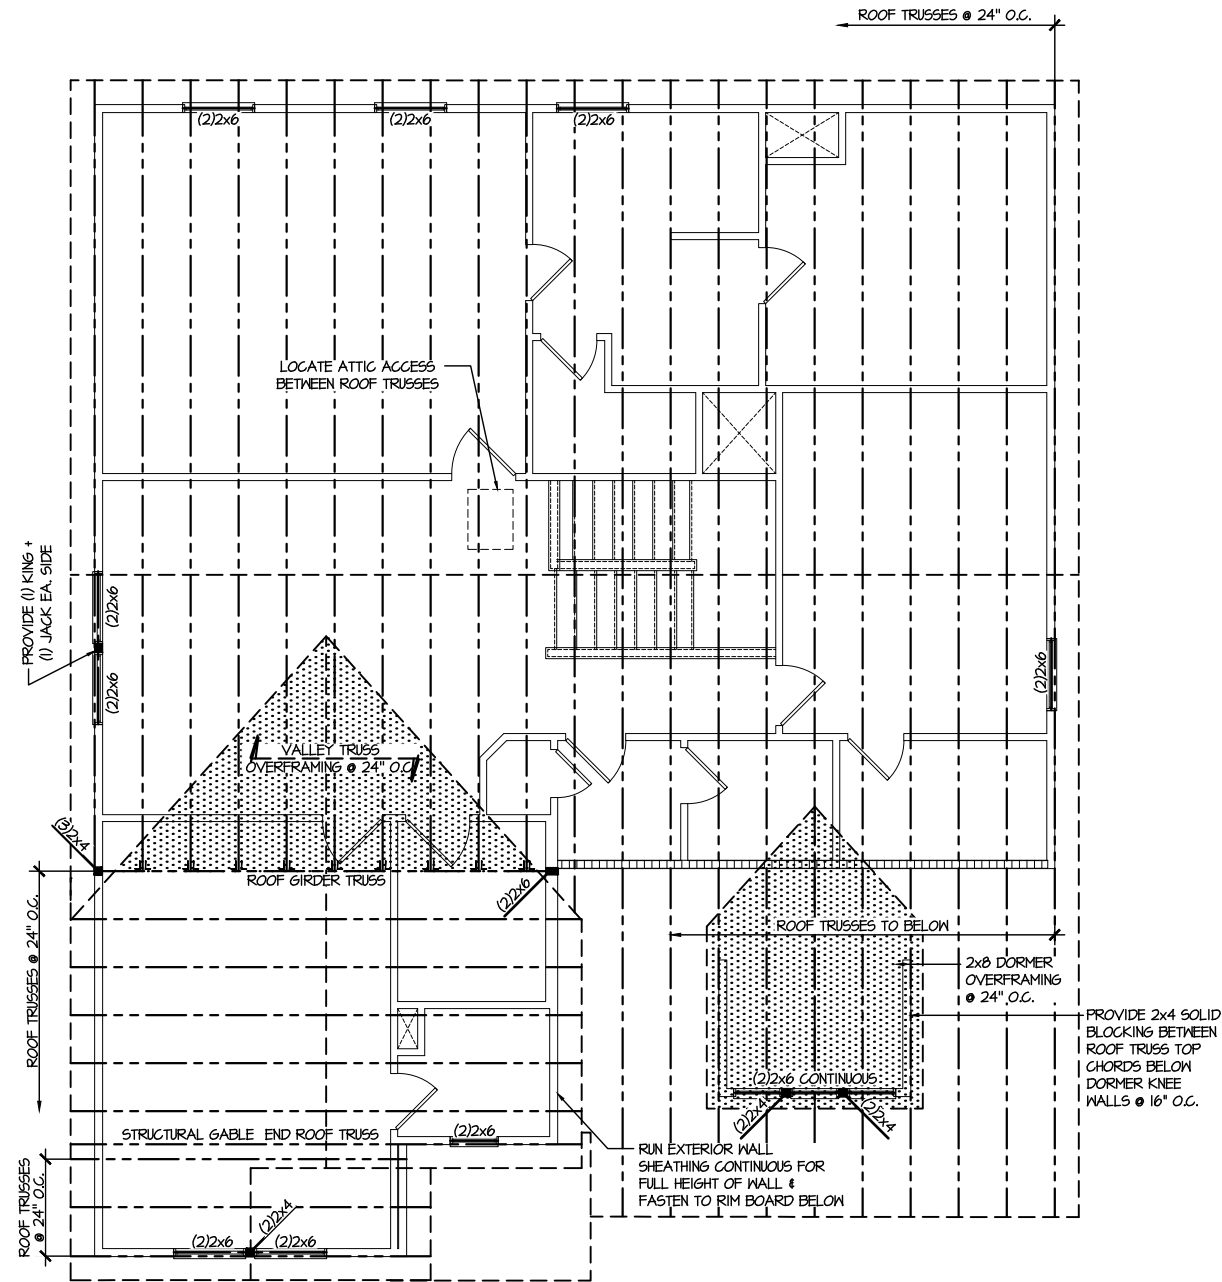 ROOF TRUSSES @ 24" O.C.
(2)2x6
(2)2x6
(2)2x6
LOCATE ATTIC ACCESS
BETWEEN ROOF TRUSSES
PROVIDE (1) KING +
(1) JACK EA. SIDE
(2)2x6
(2)2x6
(2)2x6
VALLEY TRUSS
OVERFRAMING @ 24" O.C.
(3)2x4
ROOF GIRDER TRUSS
(2)2x6
ROOF TRUSSES @ 24" O.C.
ROOF TRUSSES TO BELOW
2x8 DORMER
OVERFRAMING
@ 24" O.C.
PROVIDE 2x4 SOLID
BLOCKING BETWEEN
ROOF TRUSS TOP
CHORDS BELOW
DORMER KNEE
WALLS @ 16" O.C.
(2)2x6 CONTINUOUS
(2)2x4
(2)2x4
STRUCTURAL GABLE END ROOF TRUSS
(2)2x6
RUN EXTERIOR WALL
SHEATHING CONTINUOUS FOR
FULL HEIGHT OF WALL &
FASTEN TO RIM BOARD BELOW
ROOF TRUSSES
@ 24" O.C.
(2)2x4
(2)2x6
(2)2x6